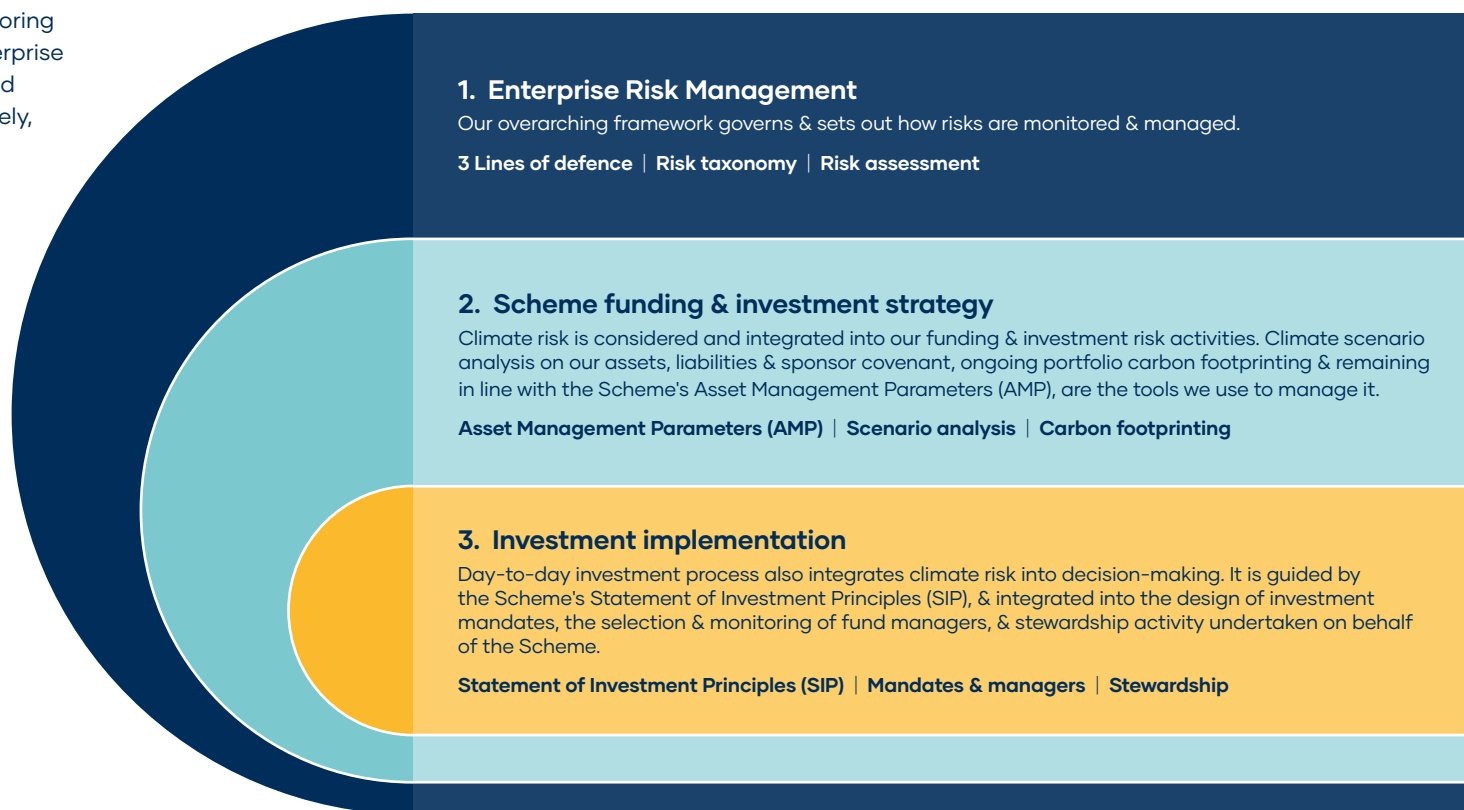 oring
erprise
d
ely,
1. Enterprise Risk Management
Our overarching framework governs & sets out how risks are monitored & managed.
3 Lines of defence | Risk taxonomy | Risk assessment
2. Scheme funding & investment strategy
Climate risk is considered and integrated into our funding & investment risk activities. Climate scenario
analysis on our assets, liabilities & sponsor covenant, ongoing portfolio carbon footprinting & remaining
in line with the Scheme's Asset Management Parameters (AMP), are the tools we use to manage it.
Asset Management Parameters (AMP) | Scenario analysis | Carbon footprinting
3. Investment implementation
Day-to-day investment process also integrates climate risk into decision-making. It is guided by
the Scheme's Statement of Investment Principles (SIP), & integrated into the design of investment
mandates, the selection & monitoring of fund managers, & stewardship activity undertaken on behalf
of the Scheme.
Statement of Investment Principles (SIP) | Mandates & managers | Stewardship